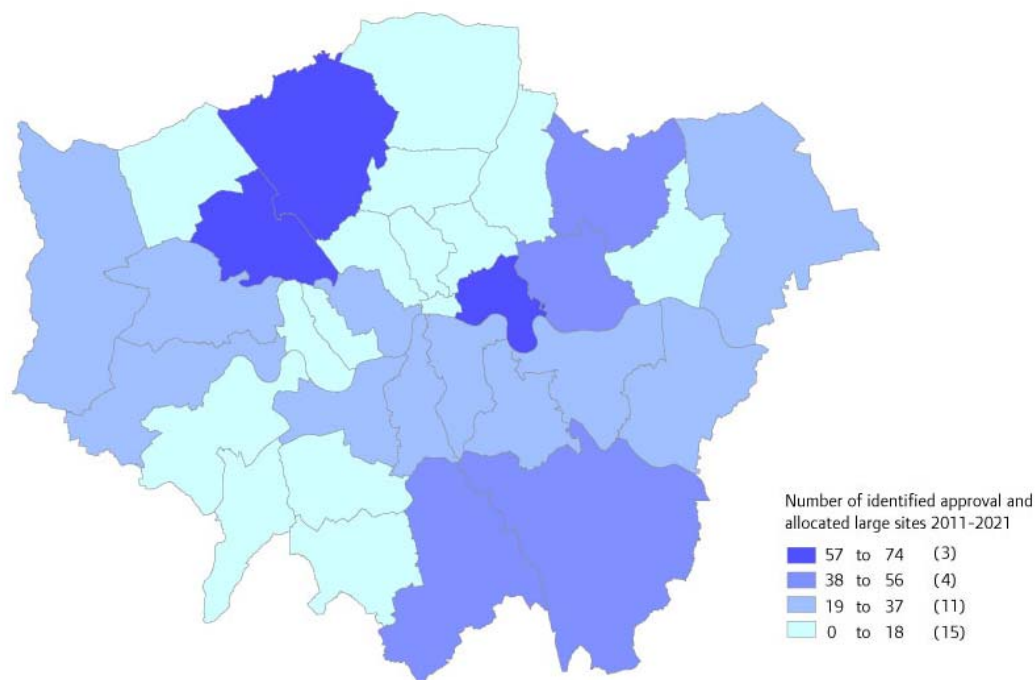 Number of identified approval and
allocated large sites 2011-2021
57 to 74 (3)
38 to 56 (4)
19 to 37 (11)
0 to 18 (15)